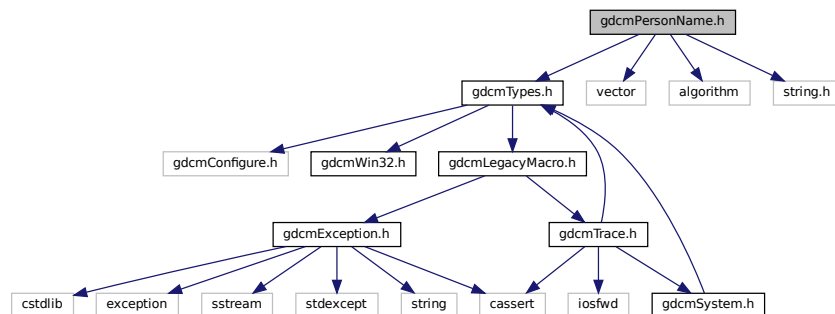 gdcmPersonName.h
gdcmTypes.h
vector
algorithm
string.h
gdcmConfigure.h
gdcmWin32.h
gdcmLegacyMacro.h
gdcmException.h
gdcmTrace.h
cstdlib
exception
sstream
stdexcept
string
cassert
iosfwd
gdcmSystem.h